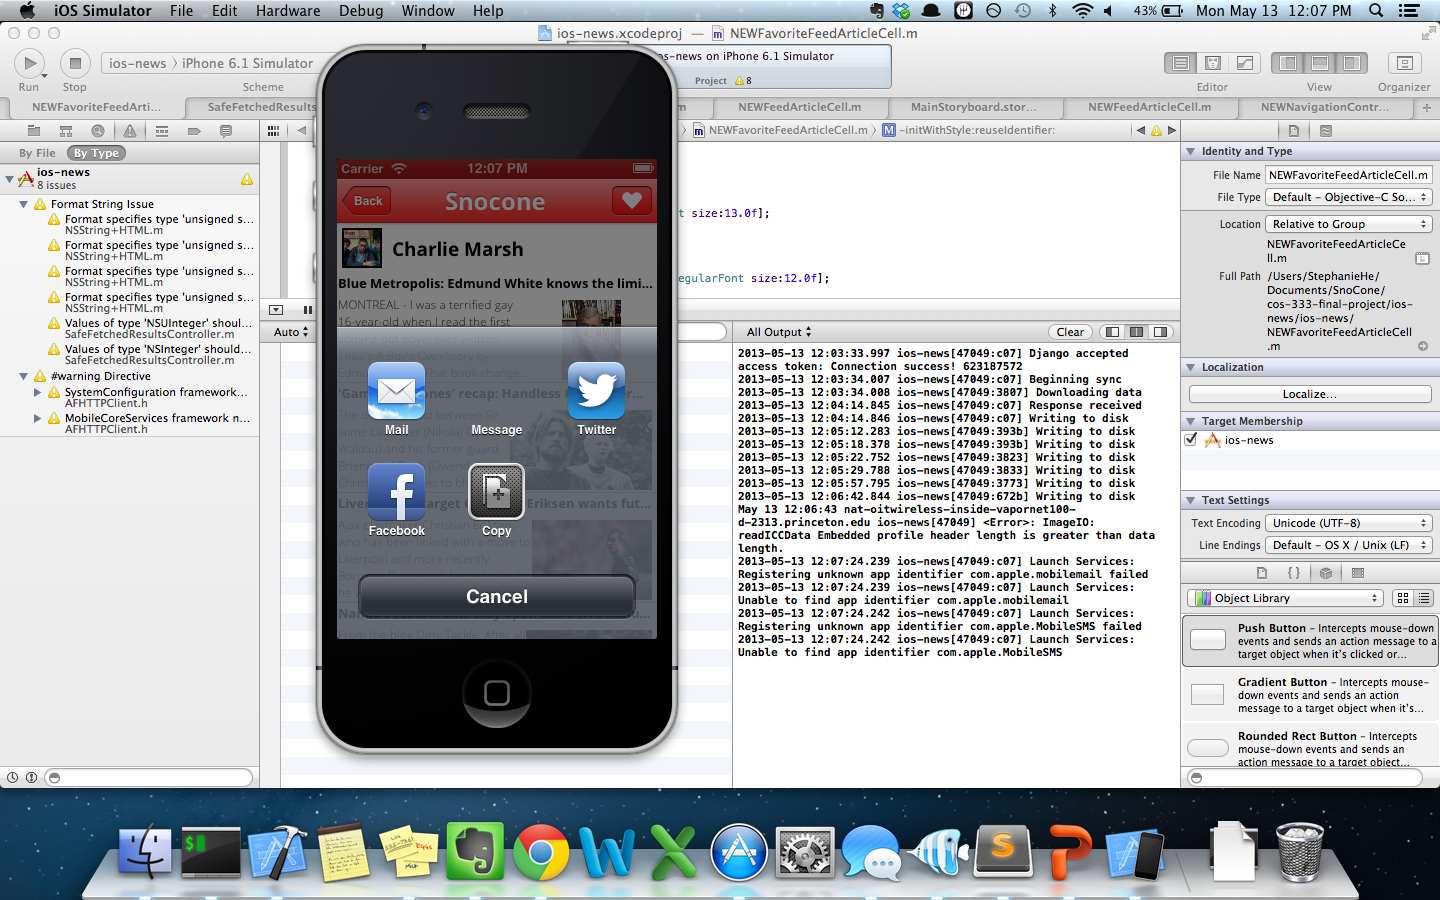 iOS Simulator File Edit Hardware Debug Window Help
43% Mon May 13 12:07 PM
ios-news.xcodeproj — NEWFavoriteFeedArticleCell.m
ios-news iPhone 6.1 Simulator
s-news on iPhone 6.1 Simulator
Project 8
Run Stop Scheme Editor View Organizer
NEWFavoriteFeedArti... SafeFetchedResults .m NEWFeedArticleCell.m MainStoryboard.stor... NEWFeedArticleCell.m NEWNavigationContr...
NEWFavoriteFeedArticleCell.m M -initWithStyle:reuseIdentifier:
By File By Type
ios-news
8 issues
Format String Issue
Format specifies type 'unsigned s...
NSString+HTML.m
Format specifies type 'unsigned s...
NSString+HTML.m
Format specifies type 'unsigned s...
NSString+HTML.m
Format specifies type 'unsigned s...
NSString+HTML.m
Values of type 'NSUInteger' shoul...
SafeFetchedResultsController.m
Values of type 'NSInteger' should...
SafeFetchedResultsController.m
#warning Directive
SystemConfiguration framework...
AFHTTPClient.h
MobileCoreServices framework n...
AFHTTPClient.h
t size:13.0f];
egularFont size:12.0f];
Auto
Carrier 12:07 PM
Back Snocone
Charlie Marsh
Blue Metropolis: Edmund White knows the limi...
MONTREAL - I was a terrified gay
16-year-old when I read the first
Mail Message Twitter
Facebook Copy
Cancel
All Output Clear
2013-05-13 12:03:33.997 ios-news[47049:c07] Django accepted
access token: Connection success! 623187572
2013-05-13 12:03:34.007 ios-news[47049:c07] Beginning sync
2013-05-13 12:03:34.008 ios-news[47049:3807] Downloading data
2013-05-13 12:04:14.845 ios-news[47049:c07] Response received
2013-05-13 12:04:14.846 ios-news[47049:c07] Writing to disk
2013-05-13 12:05:12.283 ios-news[47049:393b] Writing to disk
2013-05-13 12:05:18.378 ios-news[47049:393b] Writing to disk
2013-05-13 12:05:22.752 ios-news[47049:3823] Writing to disk
2013-05-13 12:05:29.788 ios-news[47049:3833] Writing to disk
2013-05-13 12:05:57.795 ios-news[47049:3773] Writing to disk
2013-05-13 12:06:42.844 ios-news[47049:672b] Writing to disk
May 13 12:06:43 nat-oitwireless-inside-vapornet100-
d-2313.princeton.edu ios-news[47049] <Error>: ImageIO:
readICCData Embedded profile header length is greater than data
length.
2013-05-13 12:07:24.239 ios-news[47049:c07] Launch Services:
Registering unknown app identifier com.apple.mobilemail failed
2013-05-13 12:07:24.239 ios-news[47049:c07] Launch Services:
Unable to find app identifier com.apple.mobilemail
2013-05-13 12:07:24.242 ios-news[47049:c07] Launch Services:
Registering unknown app identifier com.apple.MobileSMS failed
2013-05-13 12:07:24.242 ios-news[47049:c07] Launch Services:
Unable to find app identifier com.apple.MobileSMS
Identity and Type
File Name NEWFavoriteFeedArticleCell.m
File Type Default - Objective-C So...
Location Relative to Group
NEWFavoriteFeedArticleCe
ll.m
Full Path /Users/StephanieHe/
Documents/SnoCone/
cos-333-final-project/ios-
news/ios-news/
NEWFavoriteFeedArticleCell
.m
Localization
Localize...
Target Membership
ios-news
Text Settings
Text Encoding Unicode (UTF-8)
Line Endings Default - OS X / Unix (LF)
Object Library
Push Button - Intercepts mouse-down
events and sends an action message to a
target object when it's clicked or...
Gradient Button - Intercepts mouse-
down events and sends an action
message to a target object when it's...
Rounded Rect Button - Intercepts
mouse-down events and sends an
action message to a target object...